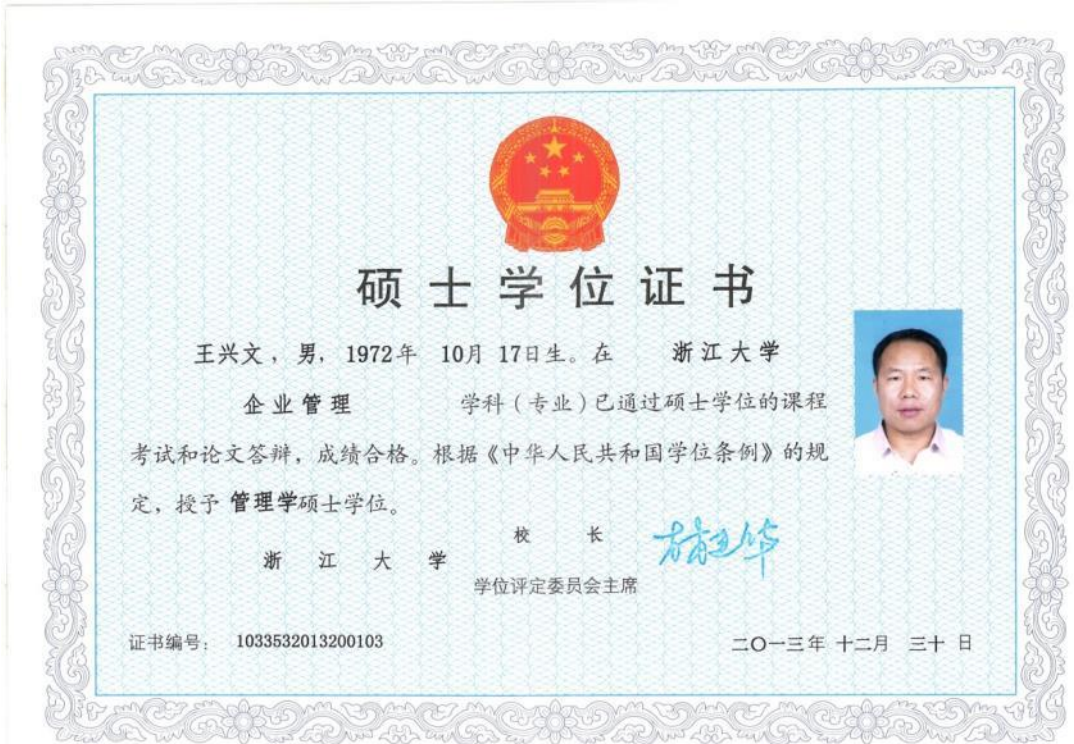 硕士学位证书
王兴文，男，1972年 10月 17日生。在 浙江大学
企业管理 学科（专业）已通过硕士学位的课程
考试和论文答辩，成绩合格。根据《中华人民共和国学位条例》的规
定，授予 管理学硕士学位。
校 长
浙 江 大 学
学位评定委员会主席
证书编号： 1033532013200103
二〇一三年 十二月 三十 日